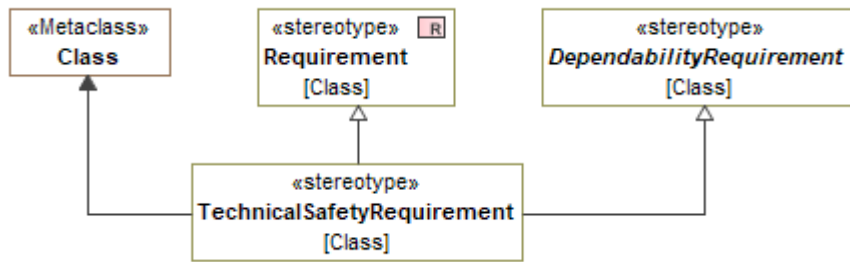 «Metaclass»
Class
«stereotype»
R
Requirement
[Class]
«stereotype»
DependabilityRequirement
[Class]
«stereotype»
TechnicalSafetyRequirement
[Class]